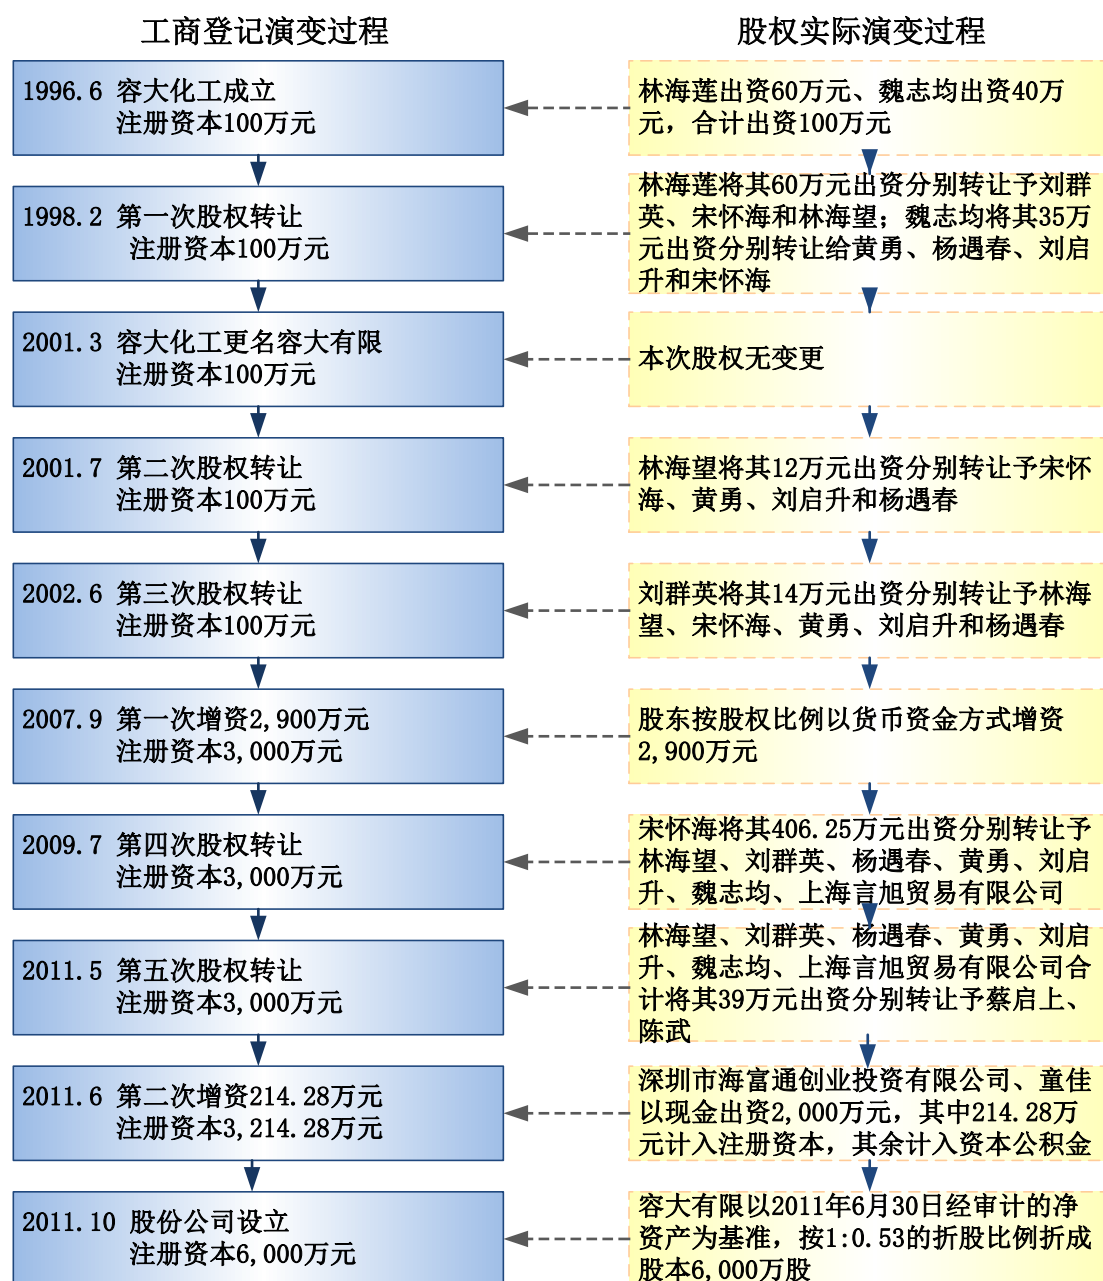 工商登记演变过程
股权实际演变过程
1996.6 容大化工成立
注册资本100万元
林海莲出资60万元、魏志均出资40万
元，合计出资100万元
1998.2 第一次股权转让
注册资本100万元
林海莲将其60万元出资分别转让予刘群
英、宋怀海和林海望；魏志均将其35万
元出资分别转让给黄勇、杨遇春、刘启
升和宋怀海
2001.3 容大化工更名容大有限
注册资本100万元
本次股权无变更
2001.7 第二次股权转让
注册资本100万元
林海望将其12万元出资分别转让予宋怀
海、黄勇、刘启升和杨遇春
2002.6 第三次股权转让
注册资本100万元
刘群英将其14万元出资分别转让予林海
望、宋怀海、黄勇、刘启升和杨遇春
2007.9 第一次增资2,900万元
注册资本3,000万元
股东按股权比例以货币资金方式增资
2,900万元
2009.7 第四次股权转让
注册资本3,000万元
宋怀海将其406.25万元出资分别转让予
林海望、刘群英、杨遇春、黄勇、刘启
升、魏志均、上海言旭贸易有限公司
2011.5 第五次股权转让
注册资本3,000万元
林海望、刘群英、杨遇春、黄勇、刘启
升、魏志均、上海言旭贸易有限公司合
计将其39万元出资分别转让予蔡启上、
陈武
2011.6 第二次增资214.28万元
注册资本3,214.28万元
深圳市海富通创业投资有限公司、童佳
以现金出资2,000万元，其中214.28万
元计入注册资本，其余计入资本公积金
2011.10 股份公司设立
注册资本6,000万元
容大有限以2011年6月30日经审计的净
资产为基准，按1:0.53的折股比例折成
股本6,000万股